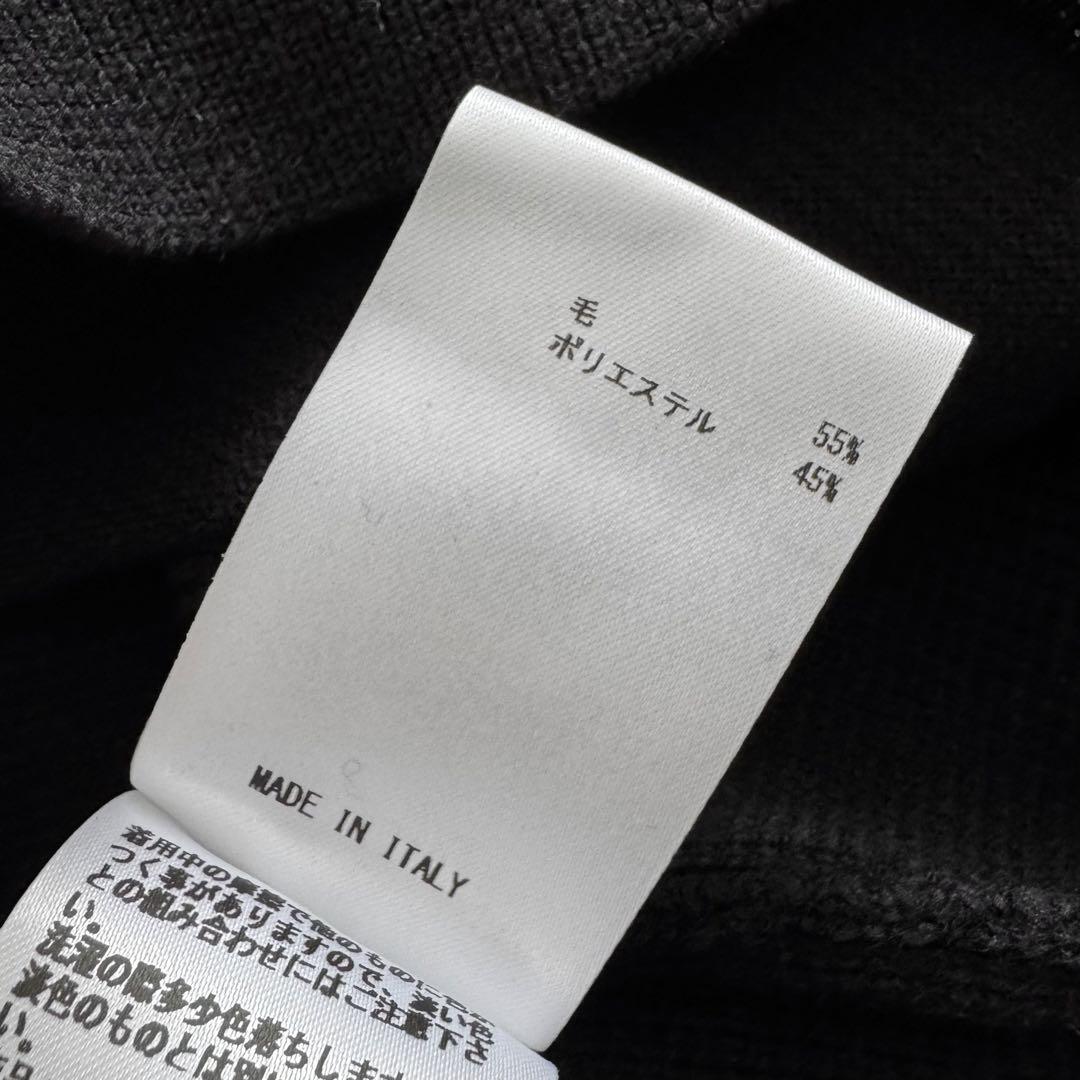 毛
ポリエステル
55%
45%
MADE IN ITALY
着用中の摩擦で他のものに色が
つく事がありますので、淡い色
との組み合わせにはご注意下さ
い。
洗濯の際多少色落ちします
淡色のものとは別
い。